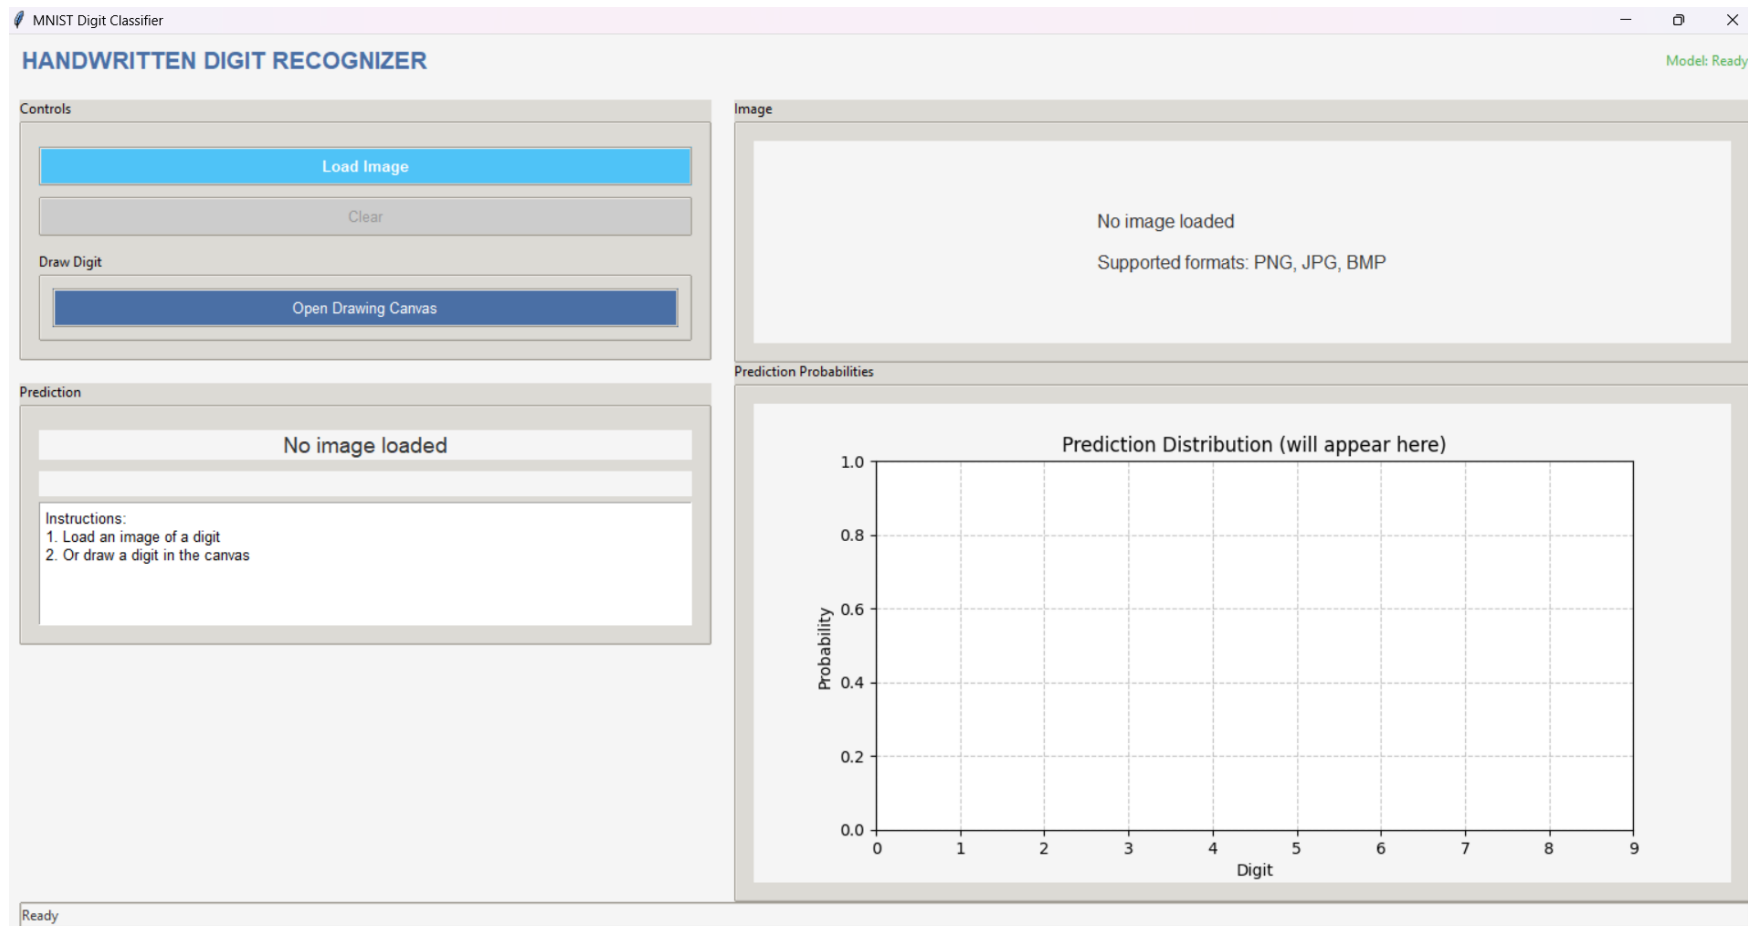 MNIST Digit Classifier
HANDWRITTEN DIGIT RECOGNIZER
Model: Ready
Controls
Load Image
Clear
Draw Digit
Open Drawing Canvas
Prediction
No image loaded
Instructions:
1. Load an image of a digit
2. Or draw a digit in the canvas
Image
No image loaded
Supported formats: PNG, JPG, BMP
Prediction Probabilities
Prediction Distribution (will appear here)
1.0
0.8
0.6
0.4
0.2
0.0
Probability
0 1 2 3 4 5 6 7 8 9
Digit
Ready